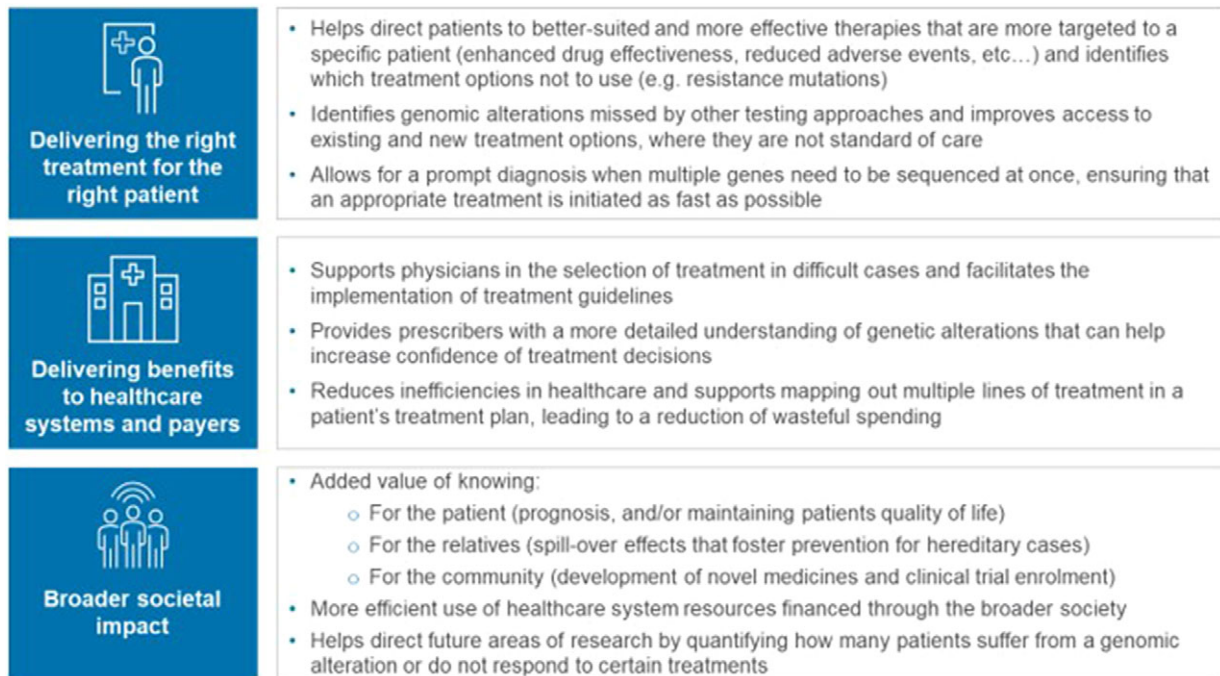 Delivering the right
treatment for the
right patient
• Helps direct patients to better-suited and more effective therapies that are more targeted to a
specific patient (enhanced drug effectiveness, reduced adverse events, etc…) and identifies
which treatment options not to use (e.g. resistance mutations)
• Identifies genomic alterations missed by other testing approaches and improves access to
existing and new treatment options, where they are not standard of care
• Allows for a prompt diagnosis when multiple genes need to be sequenced at once, ensuring that
an appropriate treatment is initiated as fast as possible
Delivering benefits
to healthcare
systems and payers
• Supports physicians in the selection of treatment in difficult cases and facilitates the
implementation of treatment guidelines
• Provides prescribers with a more detailed understanding of genetic alterations that can help
increase confidence of treatment decisions
• Reduces inefficiencies in healthcare and supports mapping out multiple lines of treatment in a
patient's treatment plan, leading to a reduction of wasteful spending
Broader societal
impact
• Added value of knowing:
o For the patient (prognosis, and/or maintaining patients quality of life)
o For the relatives (spill-over effects that foster prevention for hereditary cases)
o For the community (development of novel medicines and clinical trial enrolment)
• More efficient use of healthcare system resources financed through the broader society
• Helps direct future areas of research by quantifying how many patients suffer from a genomic
alteration or do not respond to certain treatments